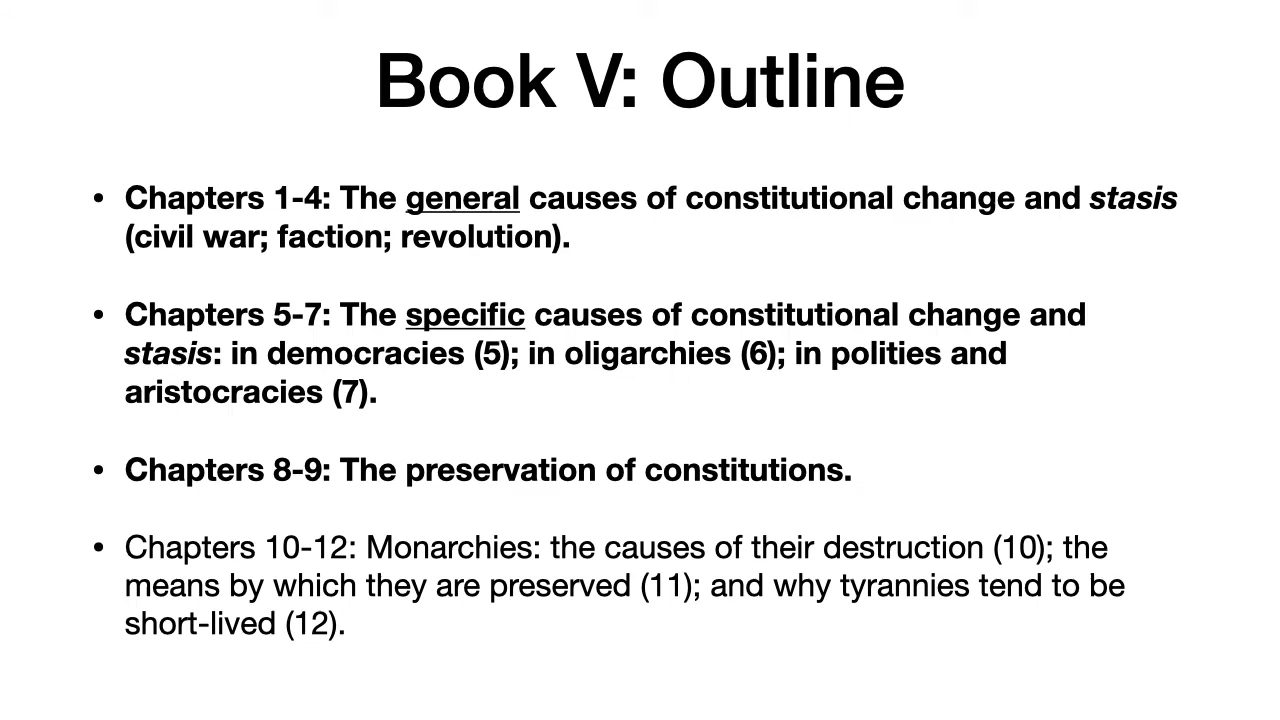 Book V: Outline
• Chapters 1-4: The general causes of constitutional change and stasis
(civil war; faction; revolution).
• Chapters 5-7: The specific causes of constitutional change and
stasis: in democracies (5); in oligarchies (6); in polities and
aristocracies (7).
• Chapters 8-9: The preservation of constitutions.
• Chapters 10-12: Monarchies: the causes of their destruction (10); the
means by which they are preserved (11); and why tyrannies tend to be
short-lived (12).